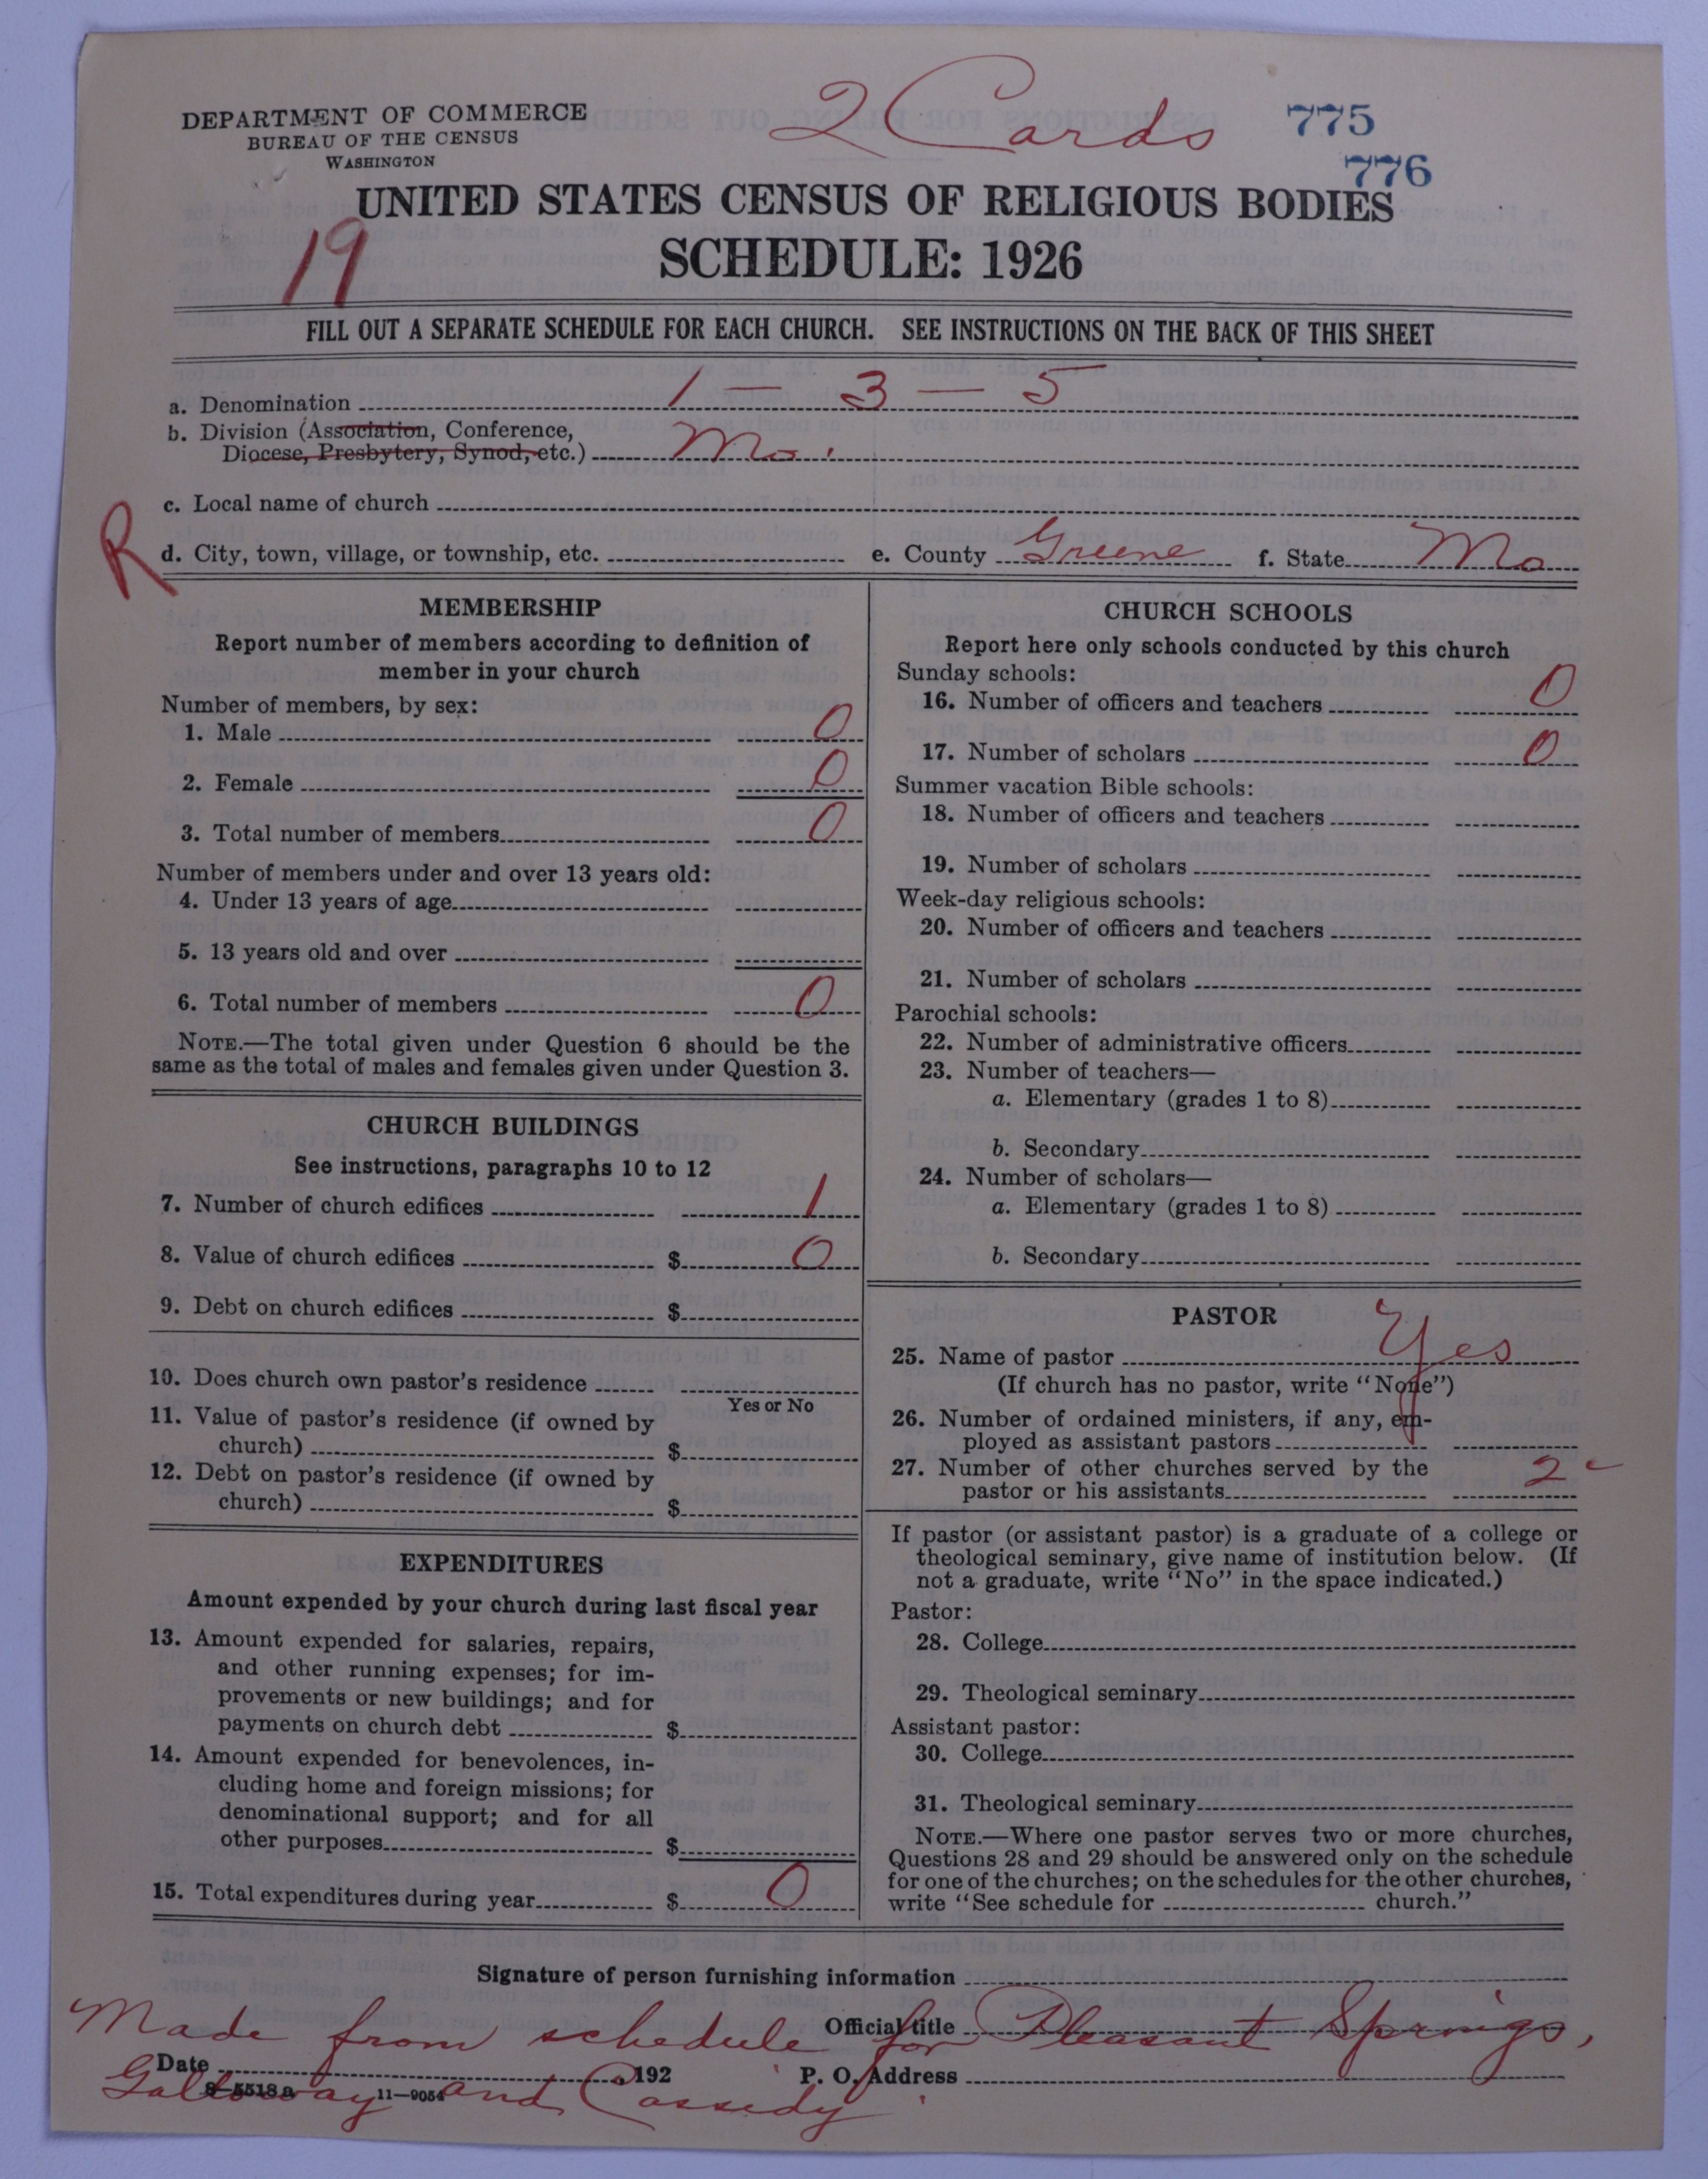 DEPARTMENT OF COMMERCE
BUREAU OF THE CENSUS
WASHINGTON
2 Cards
775
776
UNITED STATES CENSUS OF RELIGIOUS BODIES
19
SCHEDULE: 1926
FILL OUT A SEPARATE SCHEDULE FOR EACH CHURCH. SEE INSTRUCTIONS ON THE BACK OF THIS SHEET
a. Denomination 1 — 3 — 5
b. Division (Association, Conference,
Diocese, Presbytery, Synod, etc.) Mo.
c. Local name of church
R
d. City, town, village, or township, etc. e. County Greene f. State Mo
MEMBERSHIP
Report number of members according to definition of
member in your church
Number of members, by sex:
1. Male 0
2. Female 0
3. Total number of members 0
Number of members under and over 13 years old:
4. Under 13 years of age
5. 13 years old and over
6. Total number of members 0
NOTE.—The total given under Question 6 should be the
same as the total of males and females given under Question 3.
CHURCH BUILDINGS
See instructions, paragraphs 10 to 12
7. Number of church edifices 1
8. Value of church edifices $ 0
9. Debt on church edifices $
10. Does church own pastor's residence
Yes or No
11. Value of pastor's residence (if owned by
church) $
12. Debt on pastor's residence (if owned by
church) $
EXPENDITURES
Amount expended by your church during last fiscal year
13. Amount expended for salaries, repairs,
and other running expenses; for im-
provements or new buildings; and for
payments on church debt $
14. Amount expended for benevolences, in-
cluding home and foreign missions; for
denominational support; and for all
other purposes $
15. Total expenditures during year $ 0
CHURCH SCHOOLS
Report here only schools conducted by this church
Sunday schools:
16. Number of officers and teachers 0
17. Number of scholars 0
Summer vacation Bible schools:
18. Number of officers and teachers
19. Number of scholars
Week-day religious schools:
20. Number of officers and teachers
21. Number of scholars
Parochial schools:
22. Number of administrative officers
23. Number of teachers—
a. Elementary (grades 1 to 8)
b. Secondary
24. Number of scholars—
a. Elementary (grades 1 to 8)
b. Secondary
PASTOR
25. Name of pastor Yes
(If church has no pastor, write "None")
26. Number of ordained ministers, if any, em-
ployed as assistant pastors
27. Number of other churches served by the
pastor or his assistants 2
If pastor (or assistant pastor) is a graduate of a college or
theological seminary, give name of institution below. (If
not a graduate, write "No" in the space indicated.)
Pastor:
28. College
29. Theological seminary
Assistant pastor:
30. College
31. Theological seminary
NOTE.—Where one pastor serves two or more churches,
Questions 28 and 29 should be answered only on the schedule
for one of the churches; on the schedules for the other churches,
write "See schedule for church."
Signature of person furnishing information
Official title
Made from schedule for Pleasant Springs,
Date , 192 P. O. Address
Galloway and Cassidy
8—5518a 11—9054